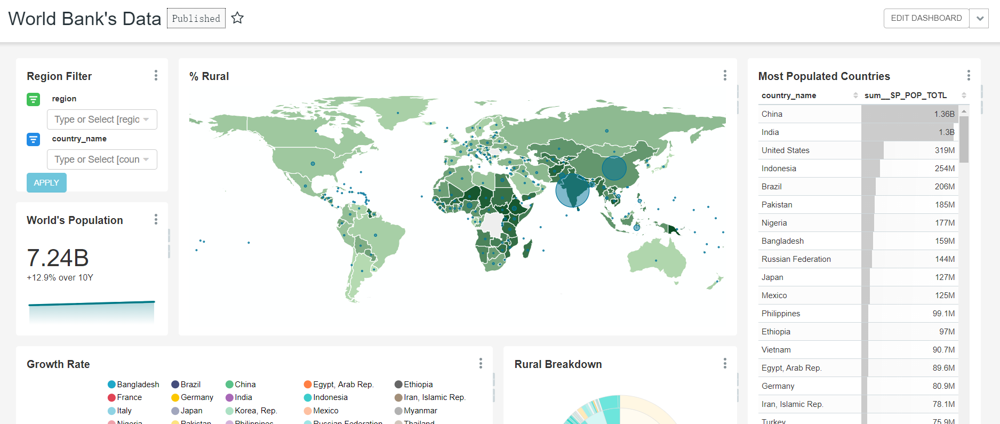 World Bank's Data Published EDIT DASHBOARD
Region Filter
region
Type or Select [regio
country_name
Type or Select [coun
APPLY
World's Population
7.24B
+12.9% over 10Y
% Rural
Most Populated Countries
country_name sum__SP_POP_TOTL
China 1.36B
India 1.3B
United States 319M
Indonesia 254M
Brazil 206M
Pakistan 185M
Nigeria 177M
Bangladesh 159M
Russian Federation 144M
Japan 127M
Mexico 125M
Philippines 99.1M
Ethiopia 97M
Vietnam 90.7M
Egypt, Arab Rep. 89.6M
Germany 80.9M
Iran, Islamic Rep. 78.1M
Turkey 75.9M
Growth Rate
Bangladesh Brazil China Egypt, Arab Rep. Ethiopia
France Germany India Indonesia Iran, Islamic Rep.
Italy Japan Korea, Rep. Mexico Myanmar
Nigeria Pakistan Philippines Russian Federation Thailand
Rural Breakdown